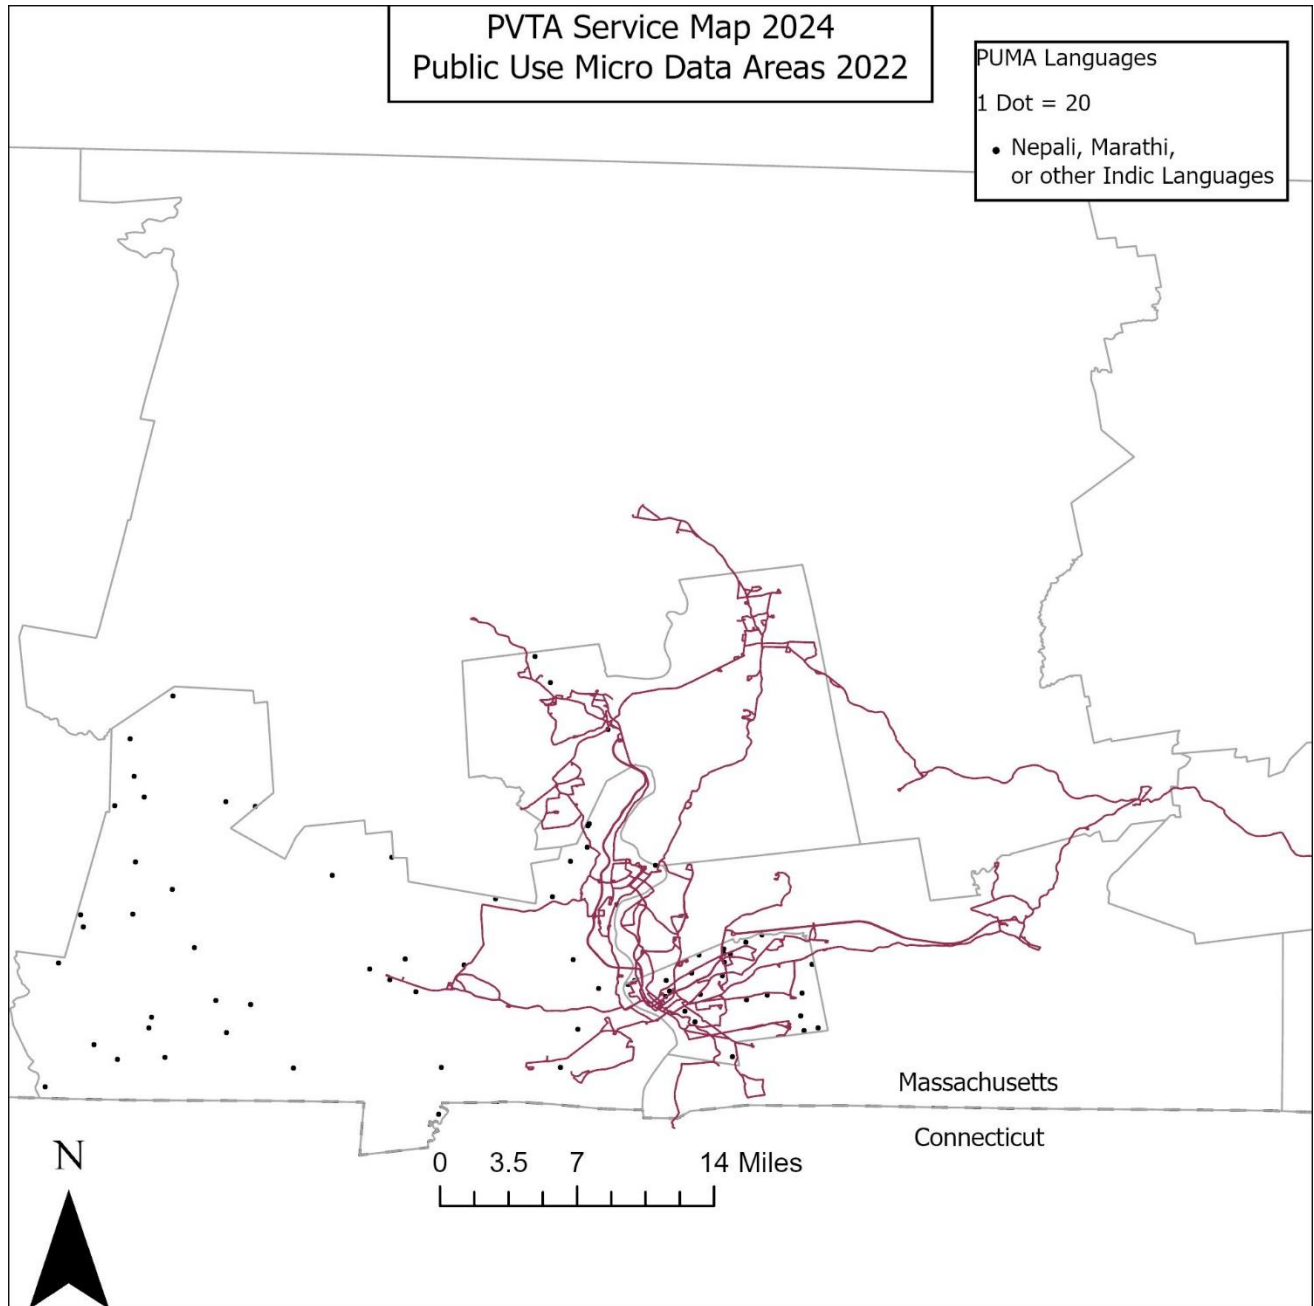 PVTA Service Map 2024
Public Use Micro Data Areas 2022
PUMA Languages
1 Dot = 20
Nepali, Marathi,
or other Indic Languages
Massachusetts
Connecticut
N
0 3.5 7 14 Miles